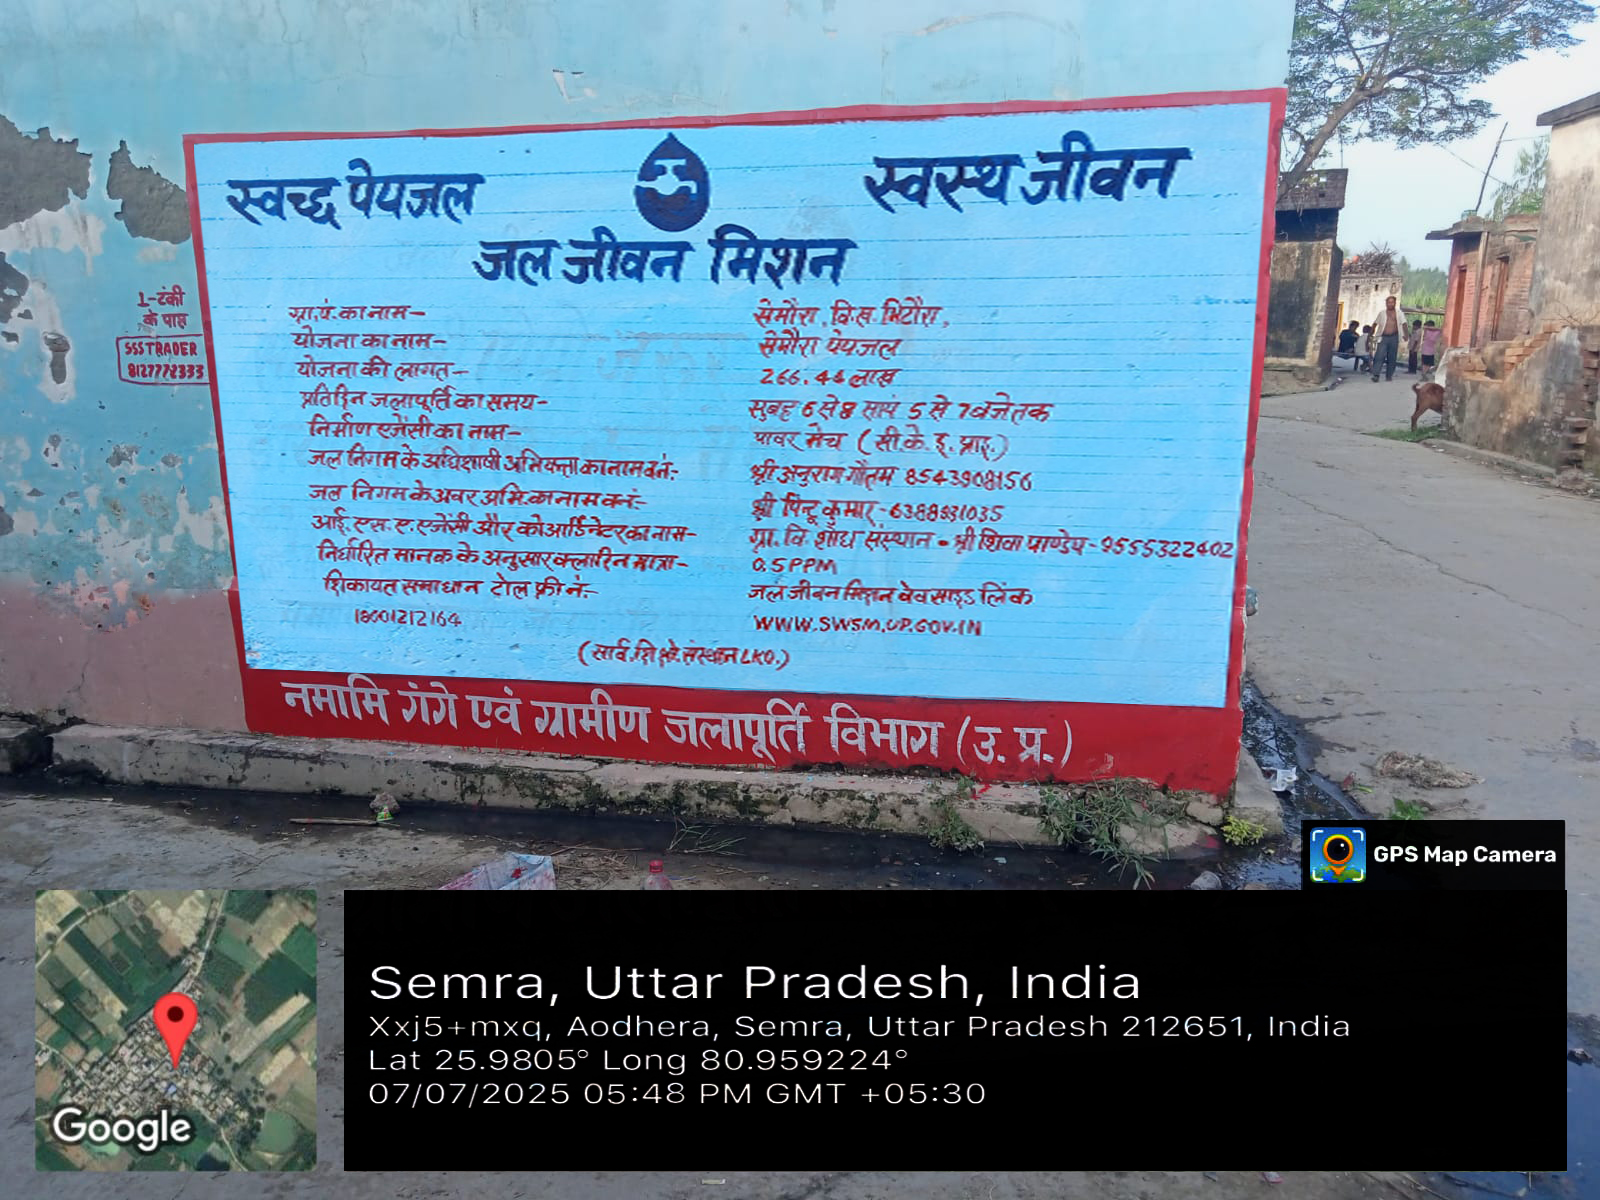 स्वच्छ पेयजल
स्वस्थ जीवन
जल जीवन मिशन
ग्रा.पं. का नाम- सेमौरा, वि.ख. भिटौरा,
योजना का नाम- सेमौरा पेयजल
योजना की लागत- 266.44 लाख
प्रतिदिन जलापूर्ति का समय- सुबह 6 से 8 सायं 5 से 7 बजे तक
निर्माण एजेंसी का नाम- पावर मेच (सी.के.इ.प्राइ.)
जल निगम के अधिशाषी अभियन्ता का नाम व नं:- श्री अनुराग गौतम 8543908156
जल निगम के अवर अभि. का नाम व नं:- श्री पिन्टू कुमार-6388931035
आई.एस.ए. एजेंसी और कोआर्डिनेटर का नाम- ग्रा.वि. शोध संस्थान - श्री शिवा पाण्डेय-9555322402
निर्धारित मानक के अनुसार क्लारिन मात्रा- 0.5 PPM
शिकायत समाधान टोल फ्री नं:- जल जीवन मिशन वेवसाइड लिंक
18001212164 WWW.SWSM.UP.GOV.IN
(सार्व.शि.संस्थान LKO.)
नमामि गंगे एवं ग्रामीण जलापूर्ति विभाग (उ. प्र.)
1-टंकी
के पास
SSS TRADER
8127772333
GPS Map Camera
Semra, Uttar Pradesh, India
Xxj5+mxq, Aodhera, Semra, Uttar Pradesh 212651, India
Lat 25.9805° Long 80.959224°
07/07/2025 05:48 PM GMT +05:30
Google